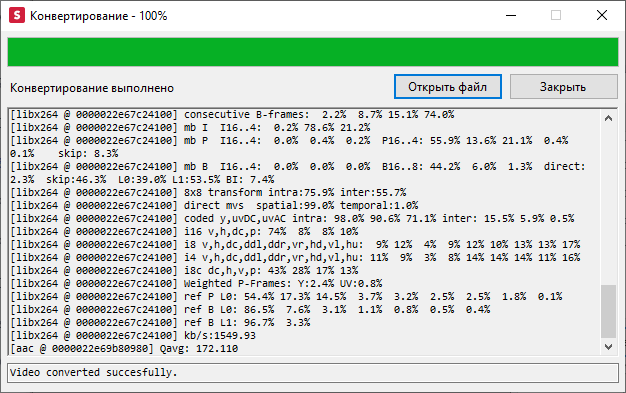 S Конвертирование - 100%
Конвертирование выполнено
Открыть файл
Закрыть
[libx264 @ 0000022e67c24100] consecutive B-frames:  2.2%  8.7% 15.1% 74.0%
[libx264 @ 0000022e67c24100] mb I  I16..4:  0.2% 78.6% 21.2%
[libx264 @ 0000022e67c24100] mb P  I16..4:  0.0%  0.4%  0.2%  P16..4: 55.9% 13.6% 21.1%  0.4%
0.1%    skip: 8.3%
[libx264 @ 0000022e67c24100] mb B  I16..4:  0.0%  0.0%  0.0%  B16..8: 44.2%  6.0%  1.3%  direct:
2.3%  skip:46.3%  L0:39.0% L1:53.5% BI: 7.4%
[libx264 @ 0000022e67c24100] 8x8 transform intra:75.9% inter:55.7%
[libx264 @ 0000022e67c24100] direct mvs  spatial:99.0% temporal:1.0%
[libx264 @ 0000022e67c24100] coded y,uvDC,uvAC intra: 98.0% 90.6% 71.1% inter: 15.5% 5.9% 0.5%
[libx264 @ 0000022e67c24100] i16 v,h,dc,p: 74%  8%  8% 10%
[libx264 @ 0000022e67c24100] i8 v,h,dc,ddl,ddr,vr,hd,vl,hu:  9% 12%  4%  9% 12% 10% 13% 13% 17%
[libx264 @ 0000022e67c24100] i4 v,h,dc,ddl,ddr,vr,hd,vl,hu: 11%  9%  3%  8% 14% 14% 14% 11% 16%
[libx264 @ 0000022e67c24100] i8c dc,h,v,p: 43% 28% 17% 13%
[libx264 @ 0000022e67c24100] Weighted P-Frames: Y:2.4% UV:0.8%
[libx264 @ 0000022e67c24100] ref P L0: 54.4% 17.3% 14.5%  3.7%  3.2%  2.5%  2.5%  1.8%  0.1%
[libx264 @ 0000022e67c24100] ref B L0: 86.5%  7.6%  3.1%  1.1%  0.8%  0.5%  0.4%
[libx264 @ 0000022e67c24100] ref B L1: 96.7%  3.3%
[libx264 @ 0000022e67c24100] kb/s:1549.93
[aac @ 0000022e69b80980] Qavg: 172.110
Video converted succesfully.